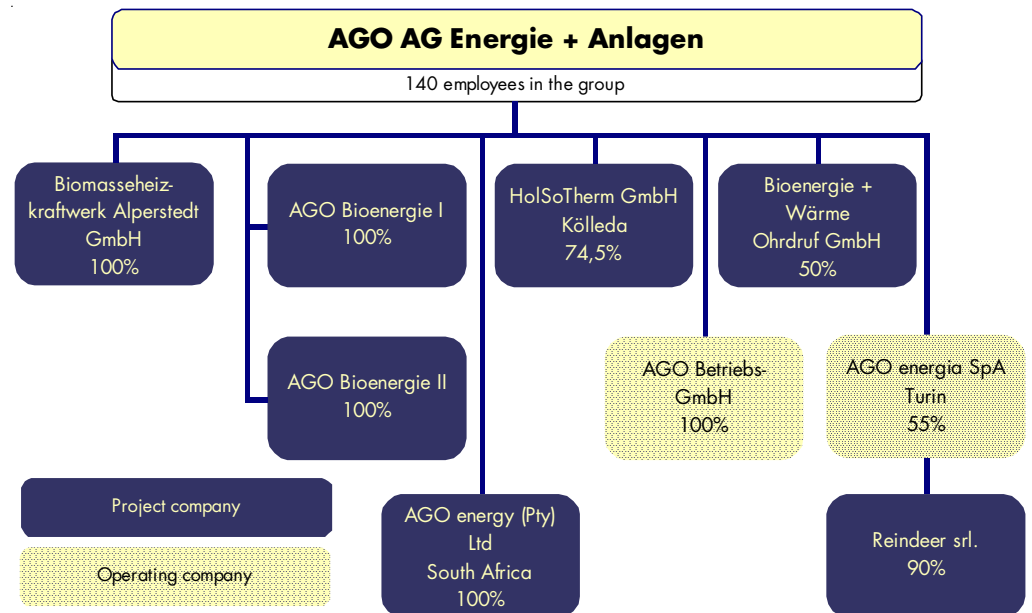 AGO AG Energie + Anlagen
140 employees in the group
Biomasseheiz-
kraftwerk Alperstedt
GmbH
100%
AGO Bioenergie I
100%
HolSoTherm GmbH
Kölleda
74,5%
Bioenergie +
Wärme
Ohrdruf GmbH
50%
AGO Bioenergie II
100%
AGO Betriebs-
GmbH
100%
AGO energia SpA
Turin
55%
Project company
Operating company
AGO energy (Pty)
Ltd
South Africa
100%
Reindeer srl.
90%